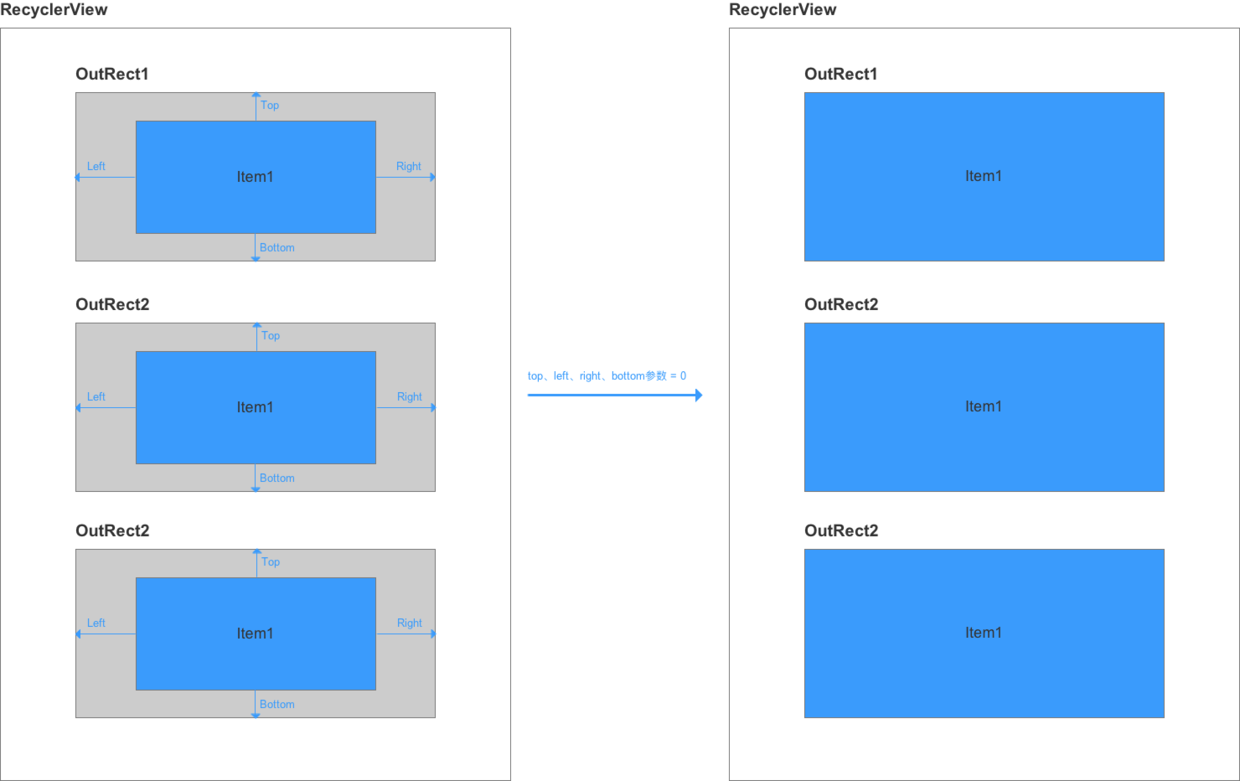 RecyclerView
OutRect1
Top
Left
Item1
Right
Bottom
OutRect2
Top
Left
Item1
Right
Bottom
OutRect2
Top
Left
Item1
Right
Bottom
top、left、right、bottom参数 = 0
RecyclerView
OutRect1
Item1
OutRect2
Item1
OutRect2
Item1